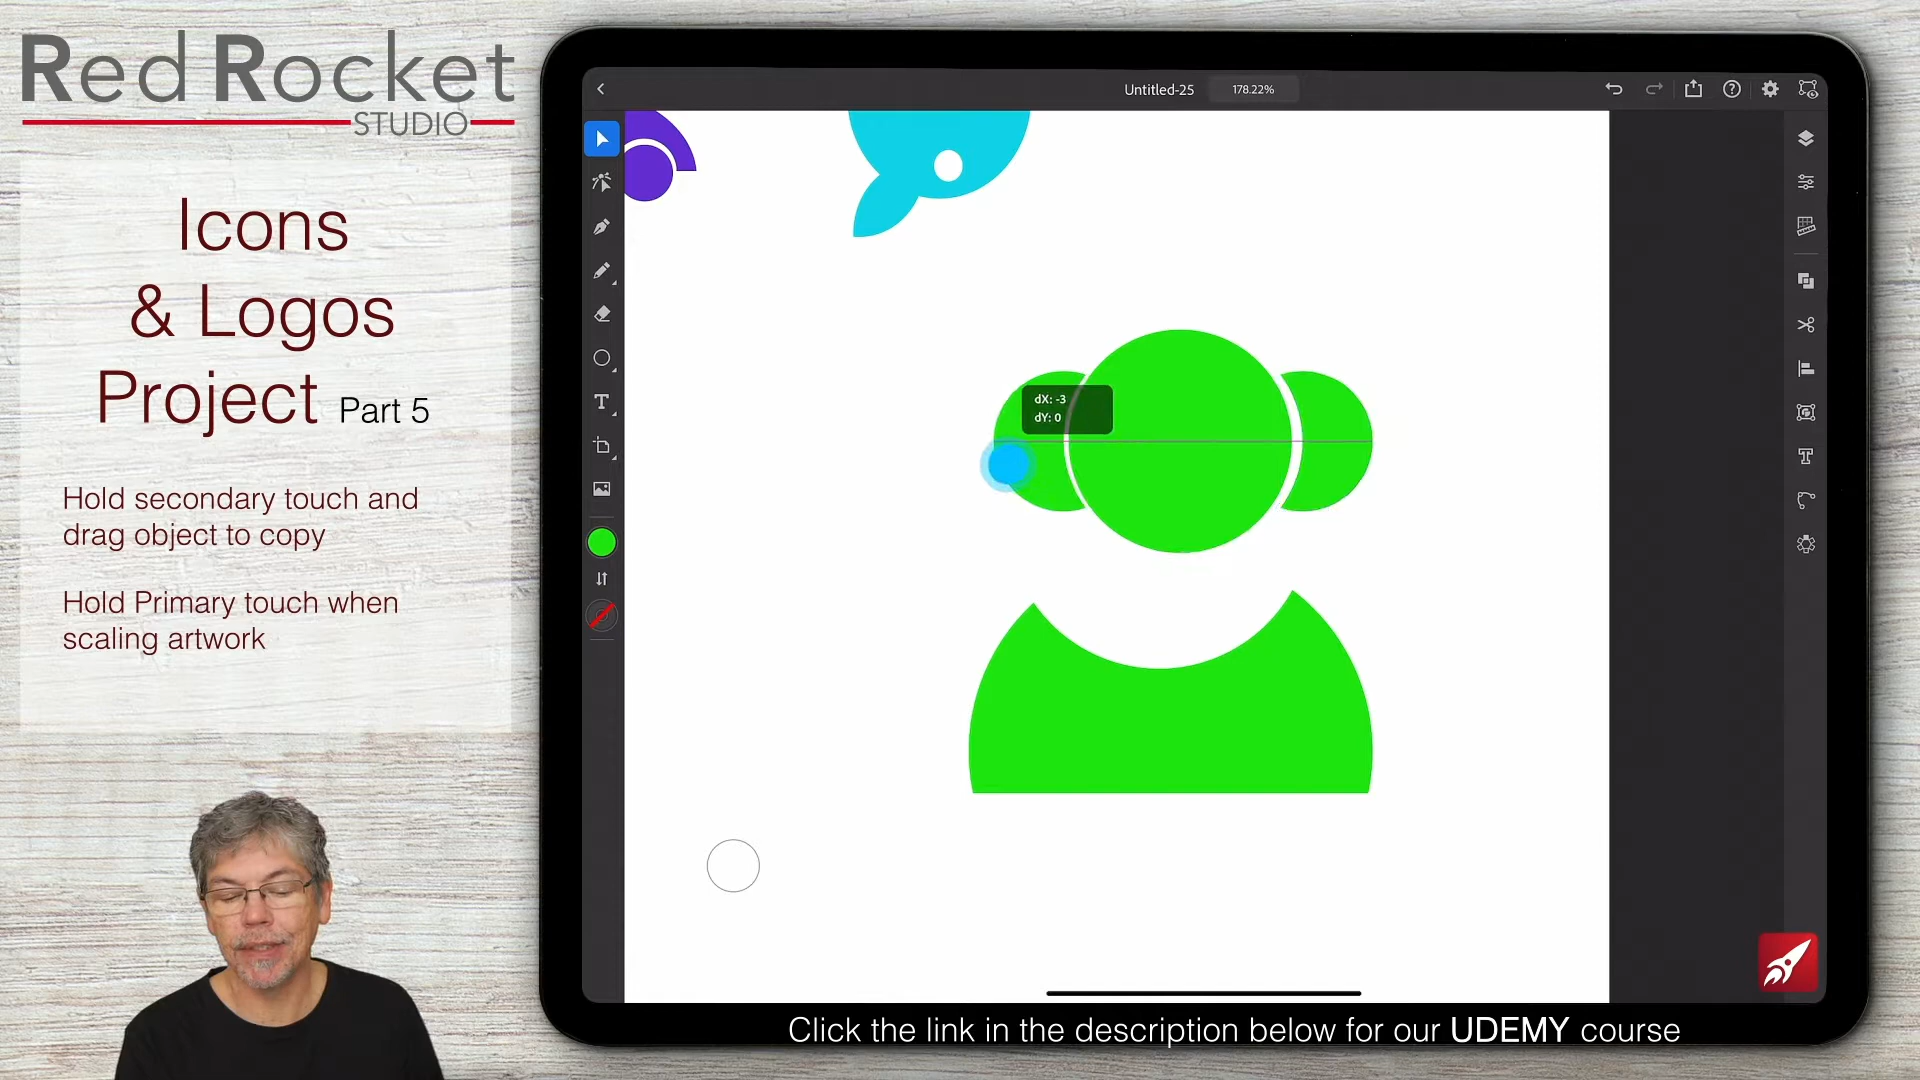 Red Rocket
STUDIO
Icons
& Logos
Project Part 5
Hold secondary touch and
drag object to copy
Hold Primary touch when
scaling artwork
Untitled-25
178.22%
dX: -3
dY: 0
Click the link in the description below for our UDEMY course